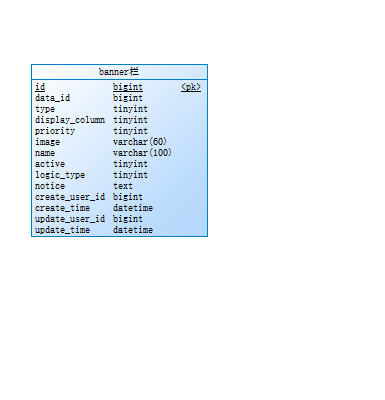 banner栏
id bigint <pk>
data_id bigint
type tinyint
display_column tinyint
priority tinyint
image varchar(60)
name varchar(100)
active tinyint
logic_type tinyint
notice text
create_user_id bigint
create_time datetime
update_user_id bigint
update_time datetime